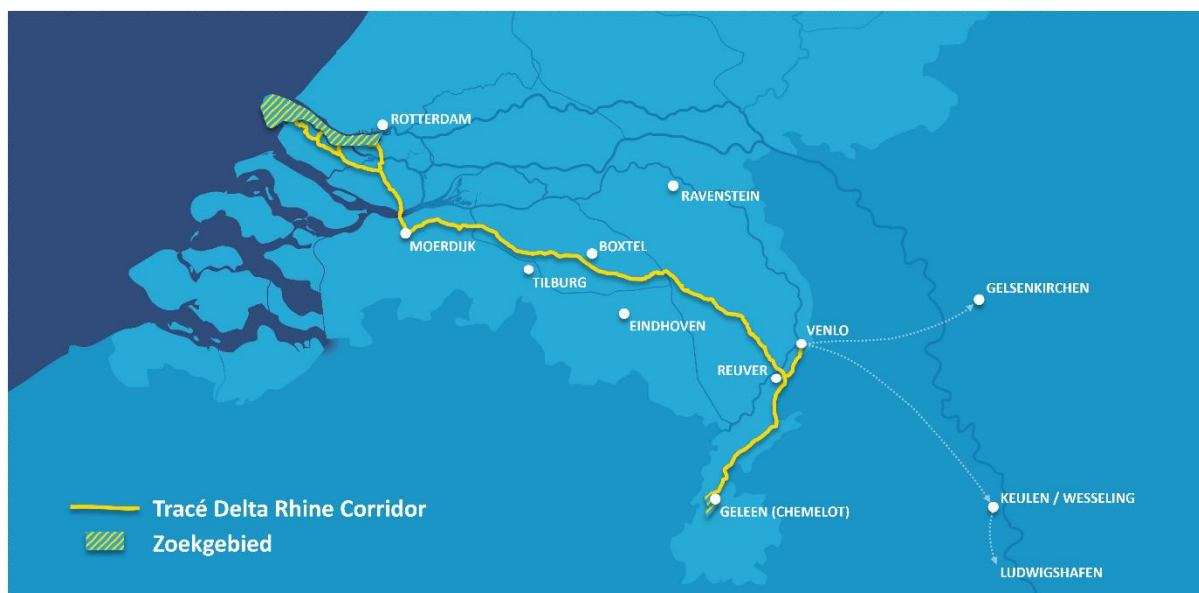 ROTTERDAM
RAVENSTEIN
MOERDIJK
BOXTEL
TILBURG
EINDHOVEN
GELSENKIRCHEN
VENLO
REUVER
GELEEN (CHEMELOT)
KEULEN / WESSELING
LUDWIGSHAFEN
Tracé Delta Rhine Corridor
Zoekgebied